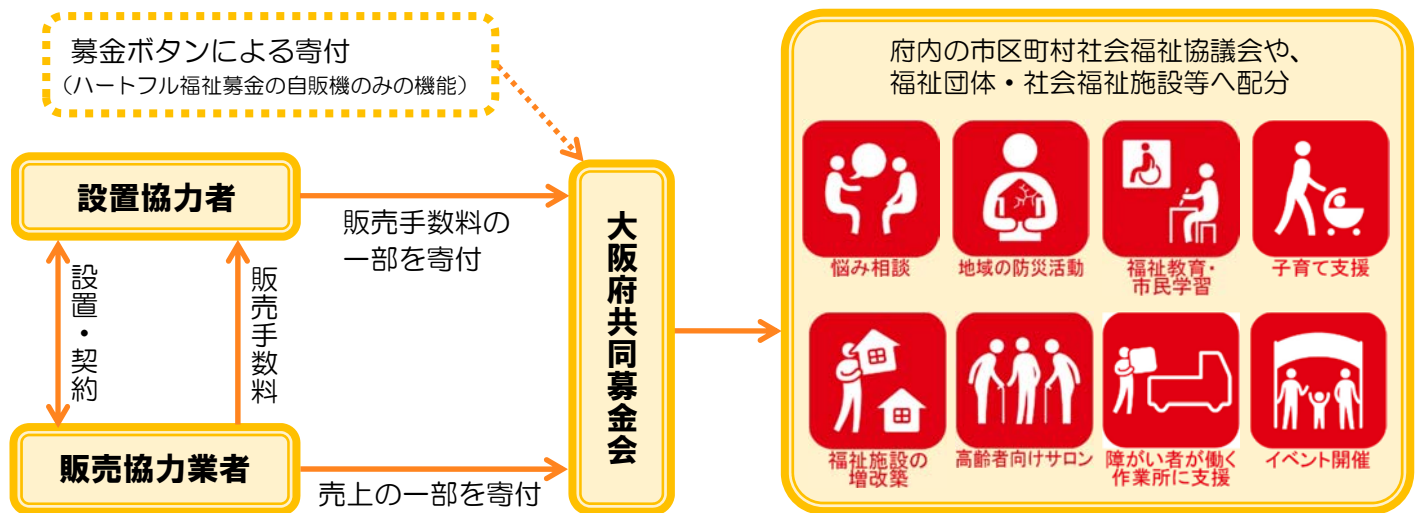 募金ボタンによる寄付
（ハートフル福祉募金の自販機のみの機能）
設置協力者
販売手数料の
一部を寄付
設置・契約
販売手数料
販売協力業者
売上の一部を寄付
大阪府共同募金会
府内の市区町村社会福祉協議会や、
福祉団体・社会福祉施設等へ配分
悩み相談
地域の防災活動
福祉教育・
市民学習
子育て支援
福祉施設の
増改築
高齢者向けサロン
障がい者が働く
作業所に支援
イベント開催